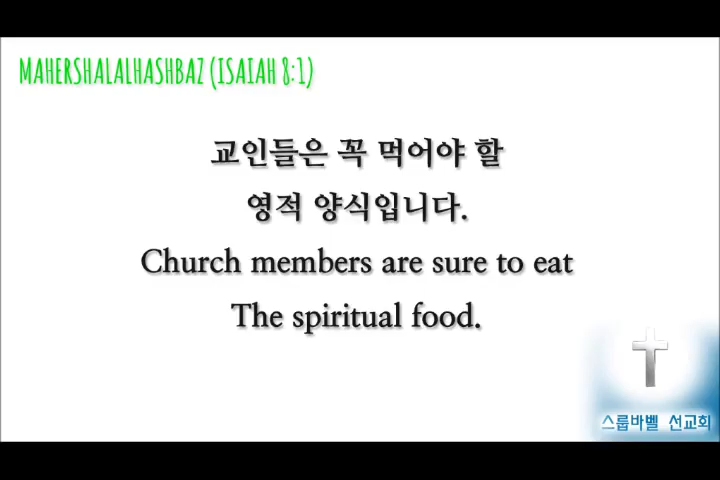 MAHERSHALALHASHBAZ (ISAIAH 8:1)
교인들은 꼭 먹어야 할
영적 양식입니다.
Church members are sure to eat
The spiritual food.
스룹바벨 선교회